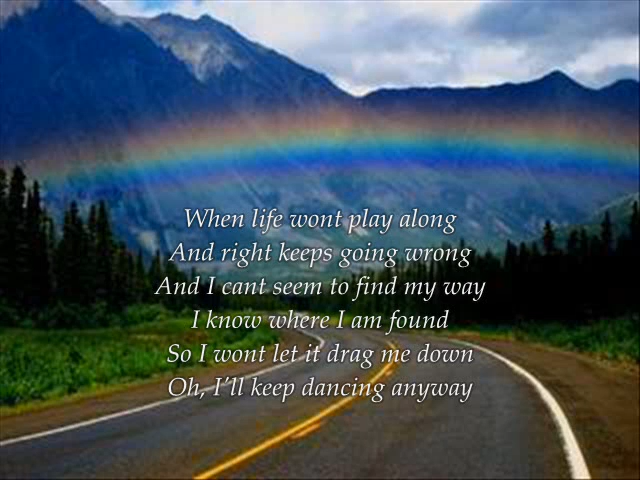 When life wont play along
And right keeps going wrong
And I cant seem to find my way
I know where I am found
So I wont let it drag me down
Oh, I'll keep dancing anyway